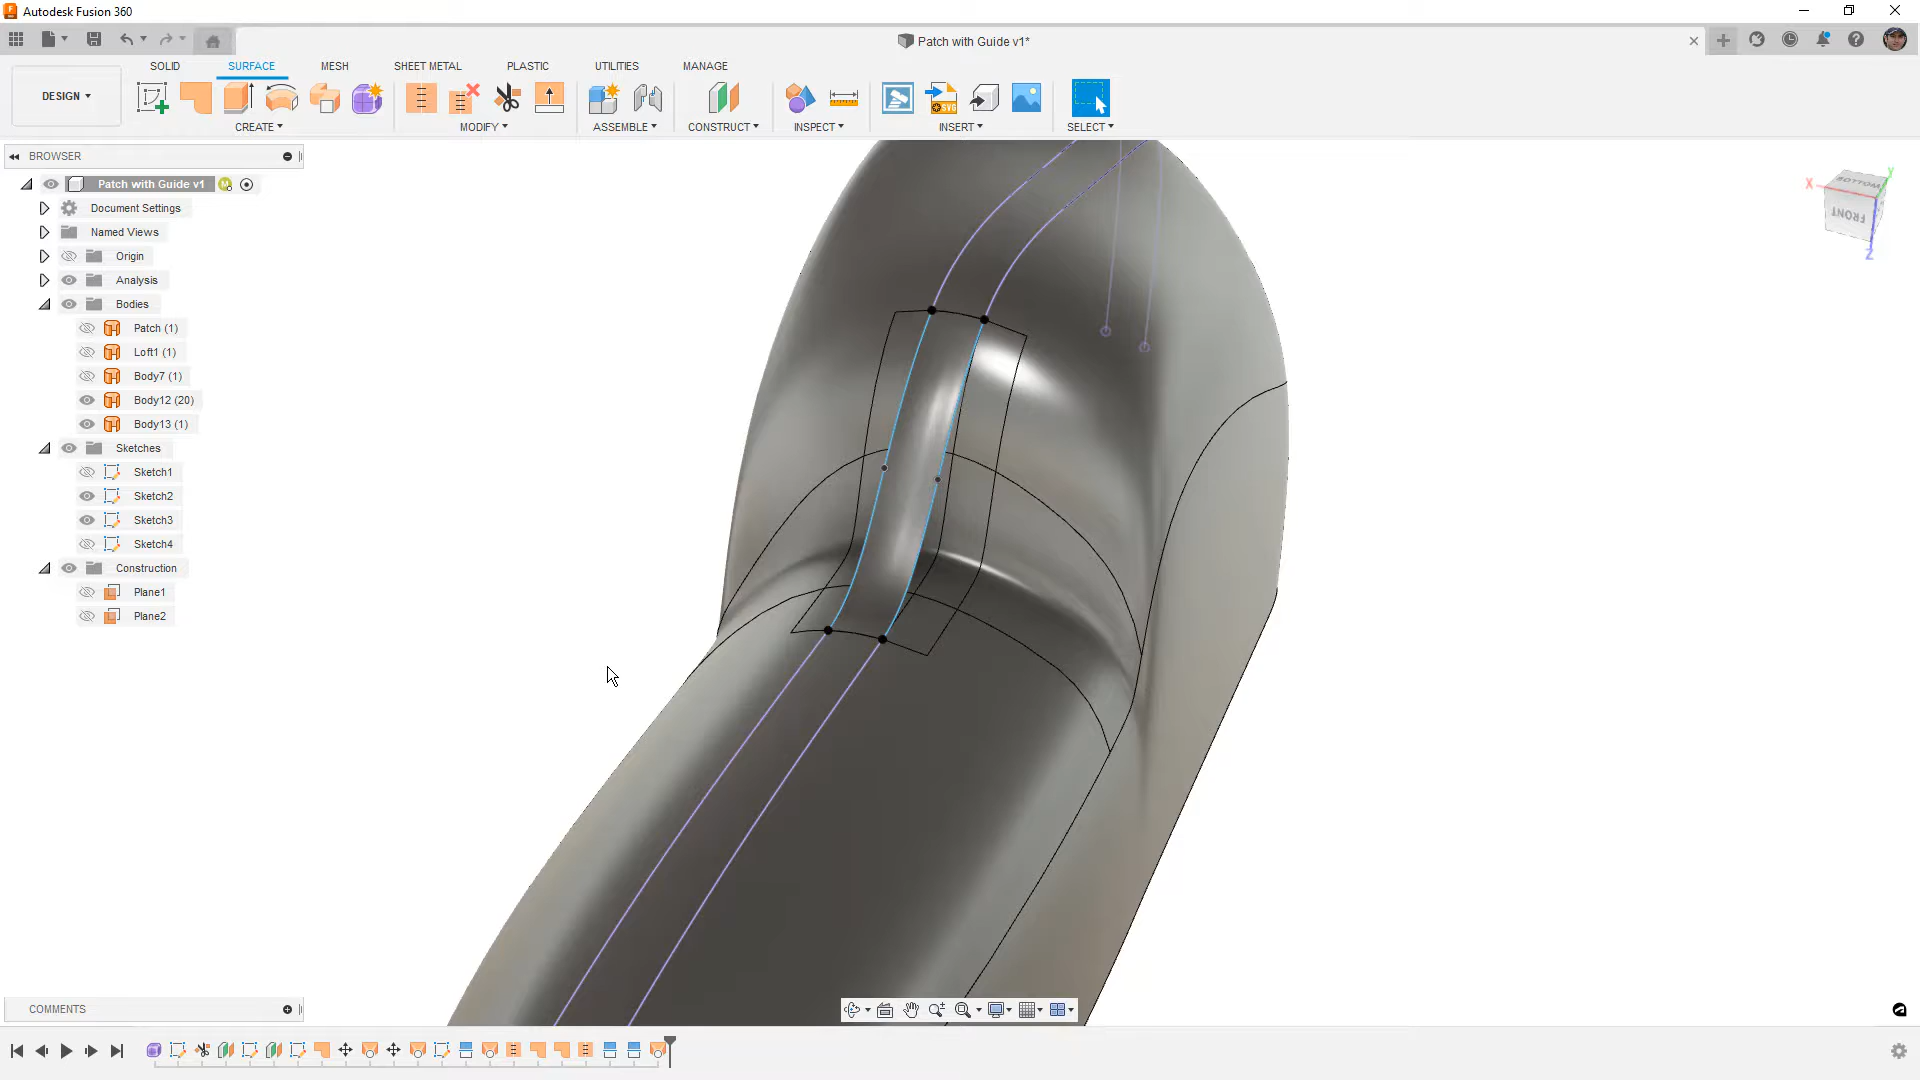 Autodesk Fusion 360
Patch with Guide v1*
DESIGN
SOLID SURFACE MESH SHEET METAL PLASTIC UTILITIES MANAGE
CREATE MODIFY ASSEMBLE CONSTRUCT INSPECT INSERT SELECT
SVG
BROWSER
Patch with Guide v1
Document Settings
Named Views
Origin
Analysis
Bodies
Patch (1)
Loft1 (1)
Body7 (1)
Body12 (20)
Body13 (1)
Sketches
Sketch1
Sketch2
Sketch3
Sketch4
Construction
Plane1
Plane2
X
Y
BOTTOM
FRONT
Z
COMMENTS